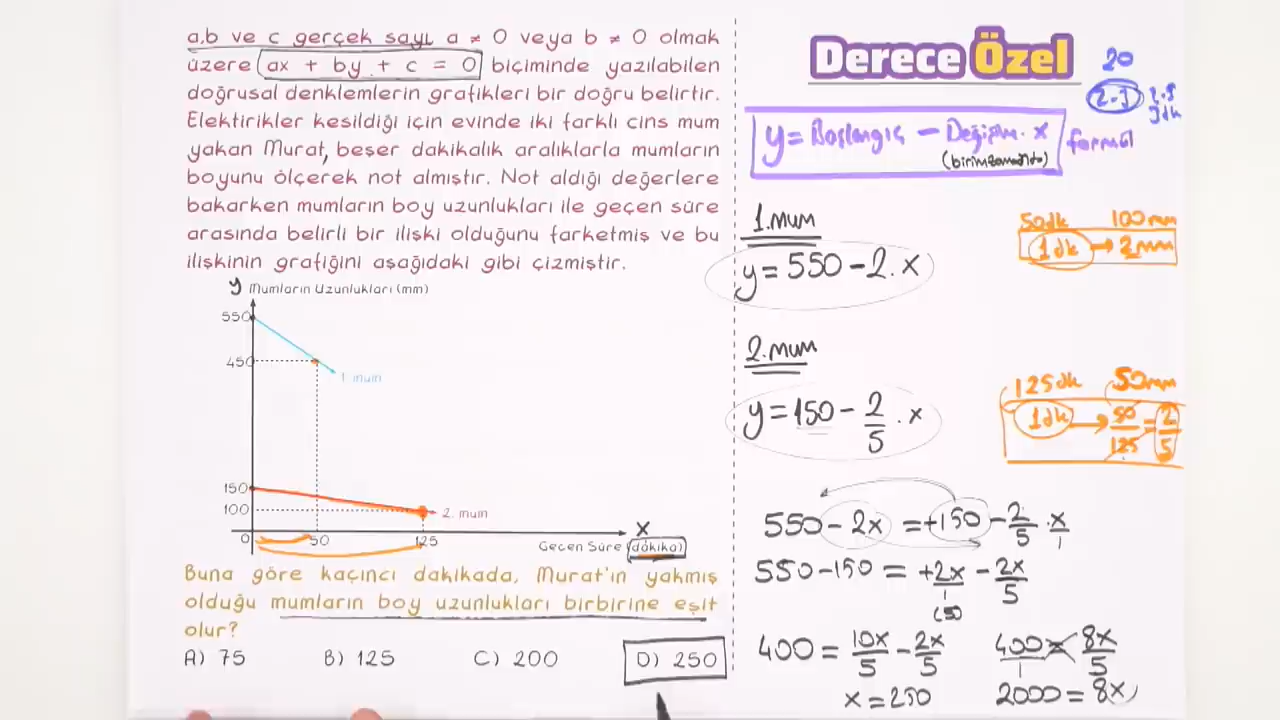 a,b ve c gerçek sayı a ≠ 0 veya b ≠ 0 olmak
üzere ax + by + c = 0 biçiminde yazılabilen
doğrusal denklemlerin grafikleri bir doğru belirtir.
Elektirikler kesildiği için evinde iki farklı cins mum
yakan Murat, beşer dakikalık aralıklarla mumların
boyunu ölçerek not almıştır. Not aldığı değerlere
bakarken mumların boy uzunlukları ile geçen süre
arasında belirli bir ilişki olduğunu farketmiş ve bu
ilişkinin grafiğini aşağıdaki gibi çizmiştir.
y Mumların Uzunlukları (mm)
550
450
1. mum
150
100
2. mum
x
0 50 125
Geçen Süre (dakika)
Buna göre kaçıncı dakikada, Murat'ın yakmış
olduğu mumların boy uzunlukları birbirine eşit
olur?
A) 75 B) 125 C) 200 D) 250
Derece Özel
20
2.5
y = Başlangıç - Değişim . x formül
(birim zamanda)
1. mum
y = 550 - 2 . x
50dk 100mm
1dk → 2mm
2. mum
y = 150 - 2/5 . x
125dk 50mm
1dk → 50/125 = 2/5
550 - 2x = +150 - 2/5 . x/1
550 - 150 = +2x/1 - 2x/5
(5)
400 = 10x/5 - 2x/5
400/1 = 8x/5
x = 250
2000 = 8x